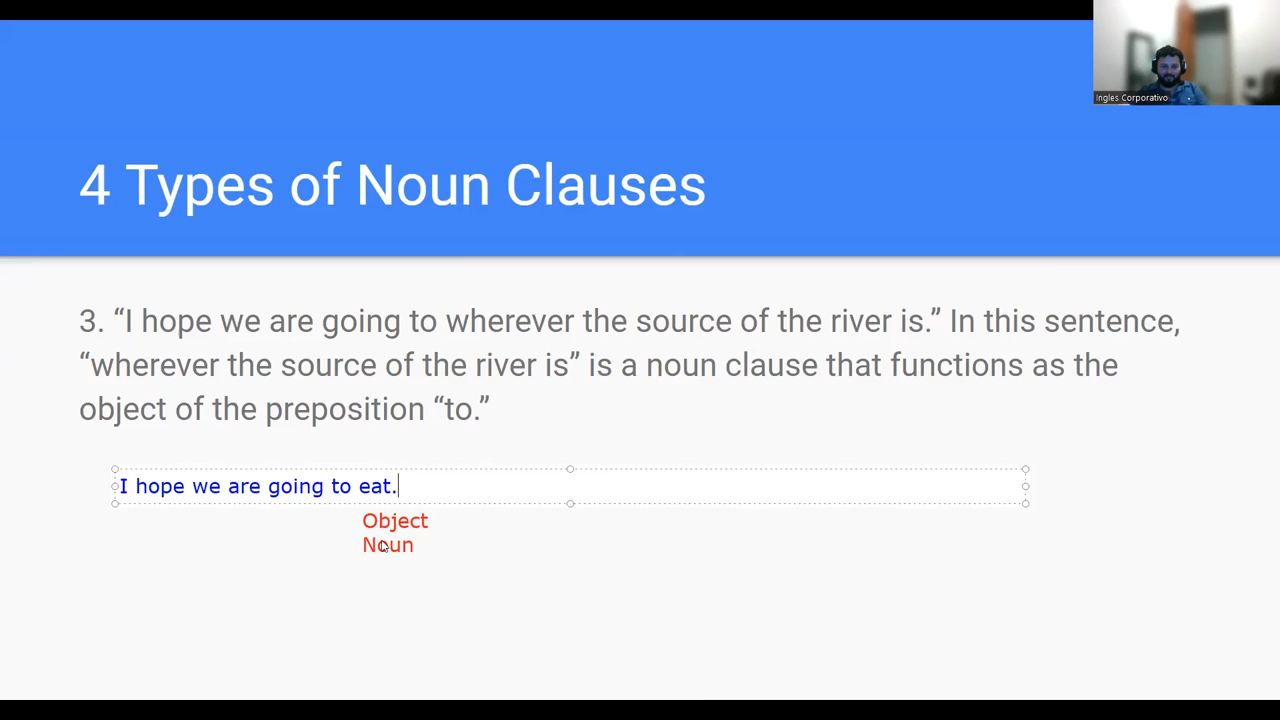 Ingles Corporativo
4 Types of Noun Clauses
3. “I hope we are going to wherever the source of the river is.” In this sentence,
“wherever the source of the river is” is a noun clause that functions as the
object of the preposition “to.”
I hope we are going to eat.
Object
Noun